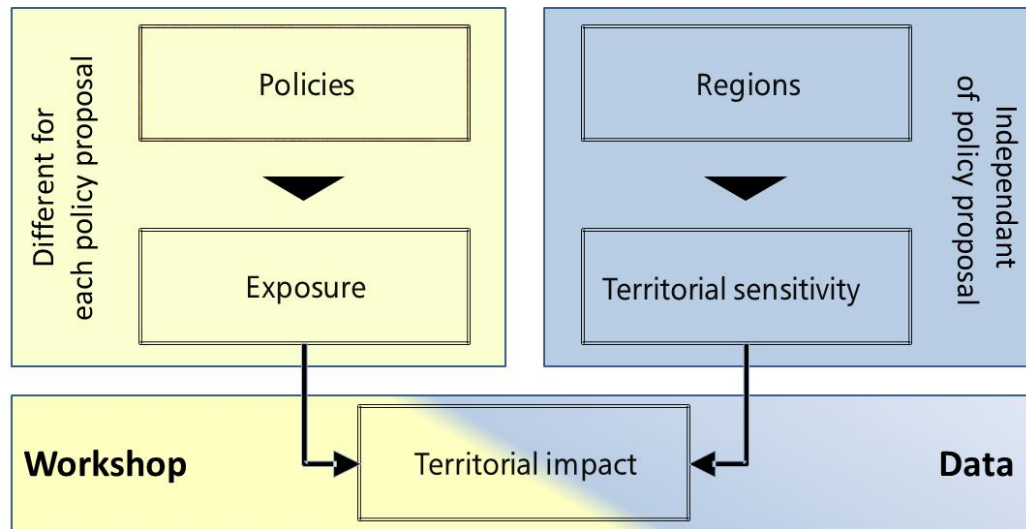 Different for
each policy proposal
Policies
Exposure
Regions
Territorial sensitivity
Independant
of policy proposal
Workshop
Territorial impact
Data